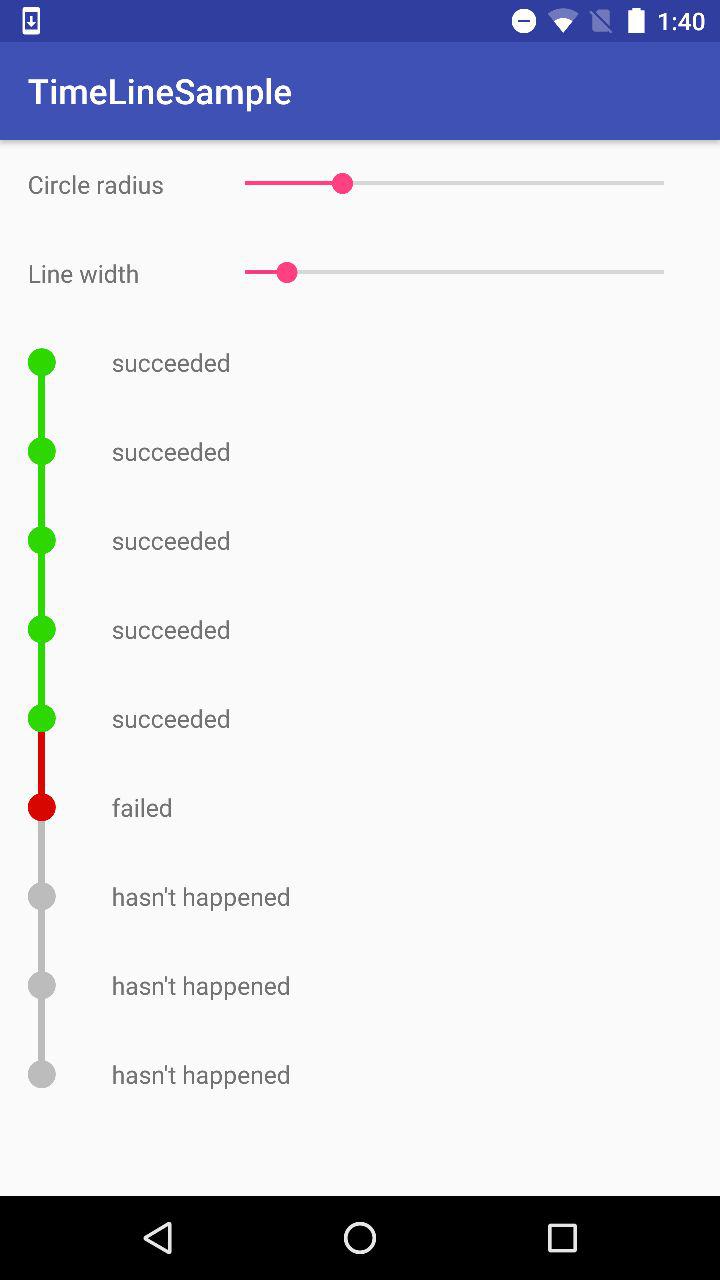 1:40
TimeLineSample
Circle radius
Line width
succeeded
succeeded
succeeded
succeeded
succeeded
failed
hasn't happened
hasn't happened
hasn't happened